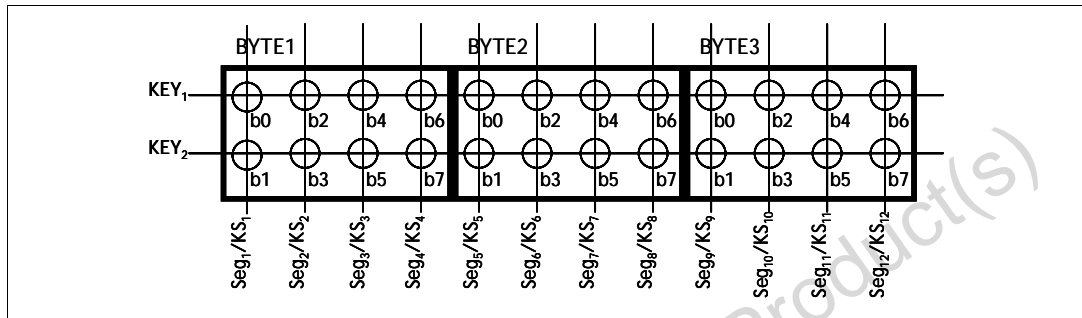 BYTE1 BYTE2 BYTE3
KEY₁
b0 b2 b4 b6 b0 b2 b4 b6 b0 b2 b4 b6
KEY₂
b1 b3 b5 b7 b1 b3 b5 b7 b1 b3 b5 b7
Seg₁/KS₁
Seg₂/KS₂
Seg₃/KS₃
Seg₄/KS₄
Seg₅/KS₅
Seg₆/KS₆
Seg₇/KS₇
Seg₈/KS₈
Seg₉/KS₉
Seg₁₀/KS₁₀
Seg₁₁/KS₁₁
Seg₁₂/KS₁₂
Product(s)